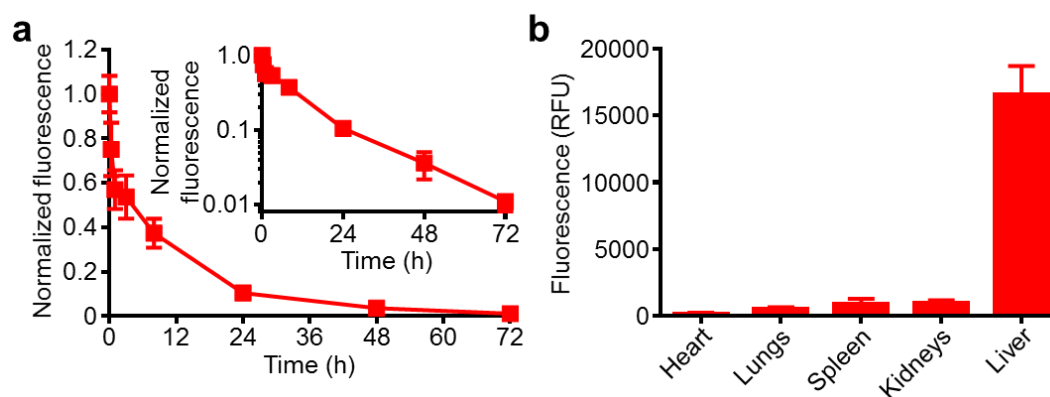 a
Normalized fluorescence
1.2
1.0
0.8
0.6
0.4
0.2
0
0 12 24 36 48 60 72
Time (h)
Normalized
fluorescence
1.0
0.1
0.01
0 24 48 72
Time (h)
b
Fluorescence (RFU)
20000
15000
10000
5000
0
Heart
Lungs
Spleen
Kidneys
Liver